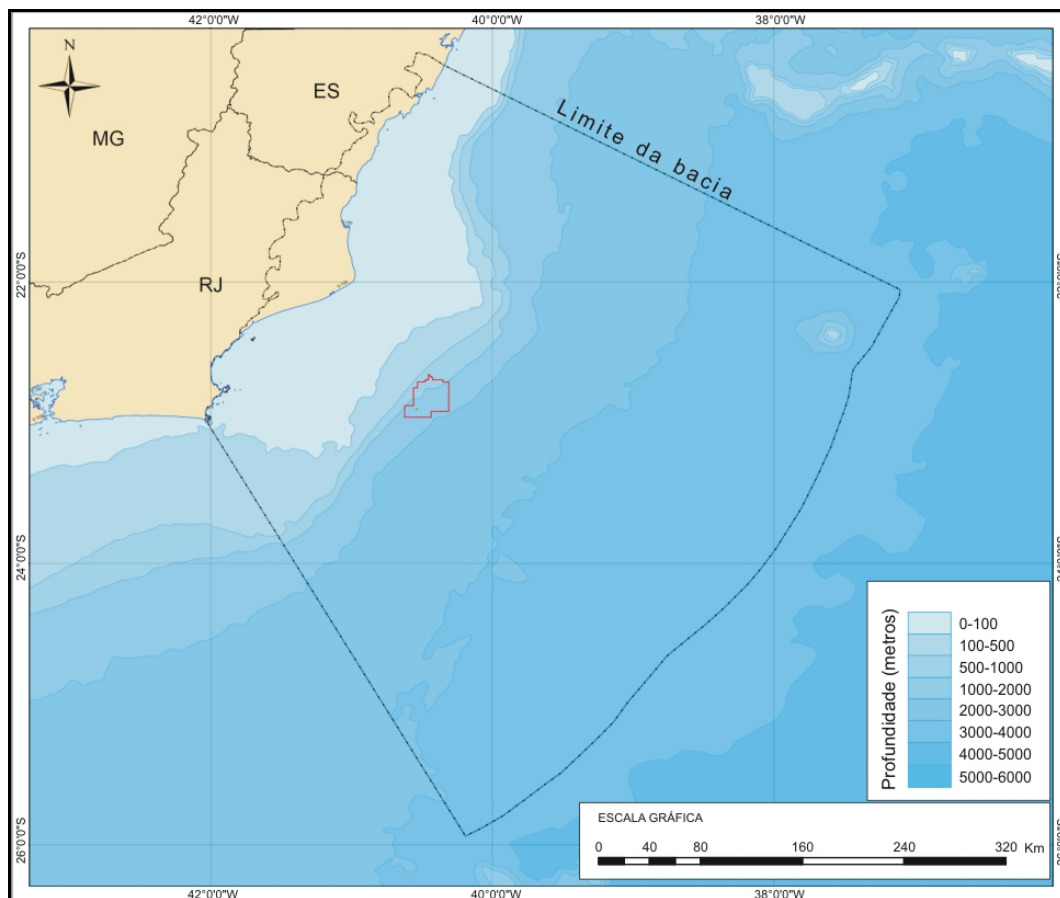 42°0'0"W 40°0'0"W 38°0'0"W
N
ES
MG
Limite da bacia
22°0'0"S
RJ
24°0'0"S
Profundidade (metros)
0-100
100-500
500-1000
1000-2000
2000-3000
3000-4000
4000-5000
5000-6000
ESCALA GRÁFICA
0 40 80 160 240 320 Km
26°0'0"S
42°0'0"W 40°0'0"W 38°0'0"W